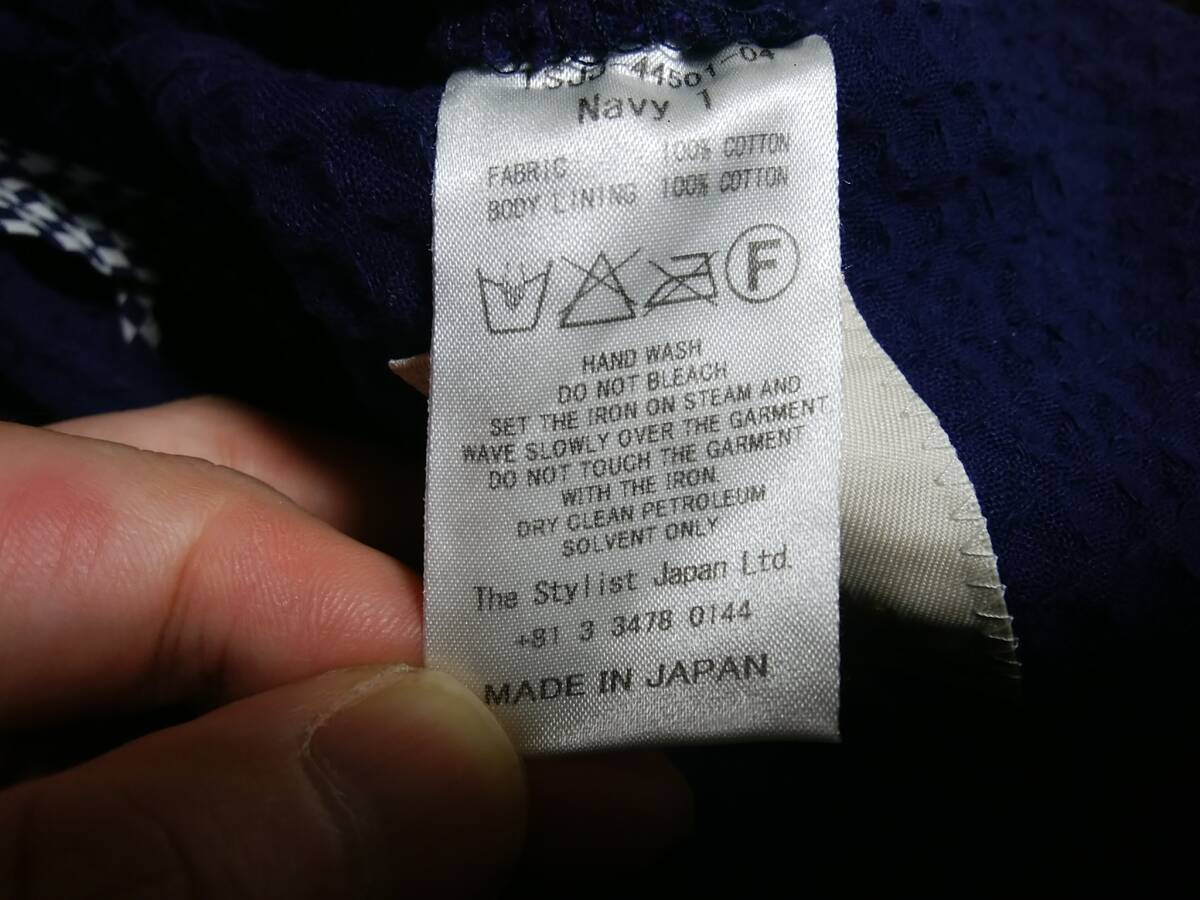 44501-04
Navy 1
FABRIC 100% COTTON
BODY LINING 100% COTTON
F
HAND WASH
DO NOT BLEACH
SET THE IRON ON STEAM AND
WAVE SLOWLY OVER THE GARMENT
DO NOT TOUCH THE GARMENT
WITH THE IRON.
DRY CLEAN PETROLEUM
SOLVENT ONLY
The Stylist Japan Ltd.
+81 3 3478 0144
MADE IN JAPAN